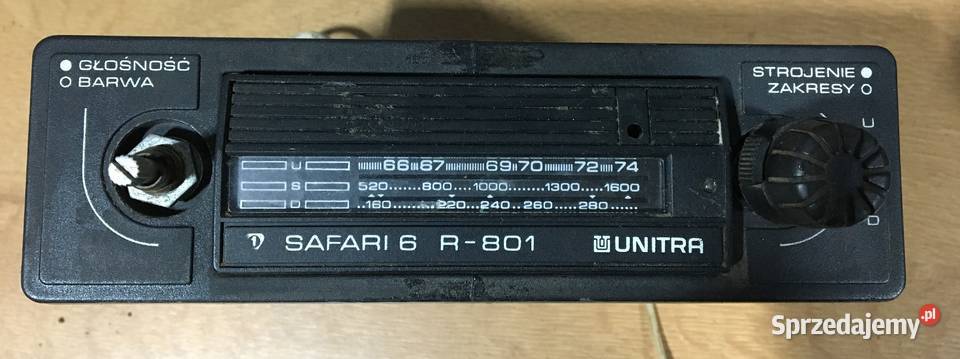 GŁOŚNOŚĆ
BARWA
STROJENIE
ZAKRESY
U 66 67 69 70 72 74
S 520 800 1000 1300 1600
D 160 220 240 260 280
SAFARI 6 R-801
UNITRA
U
D
Sprzedajemy.pl